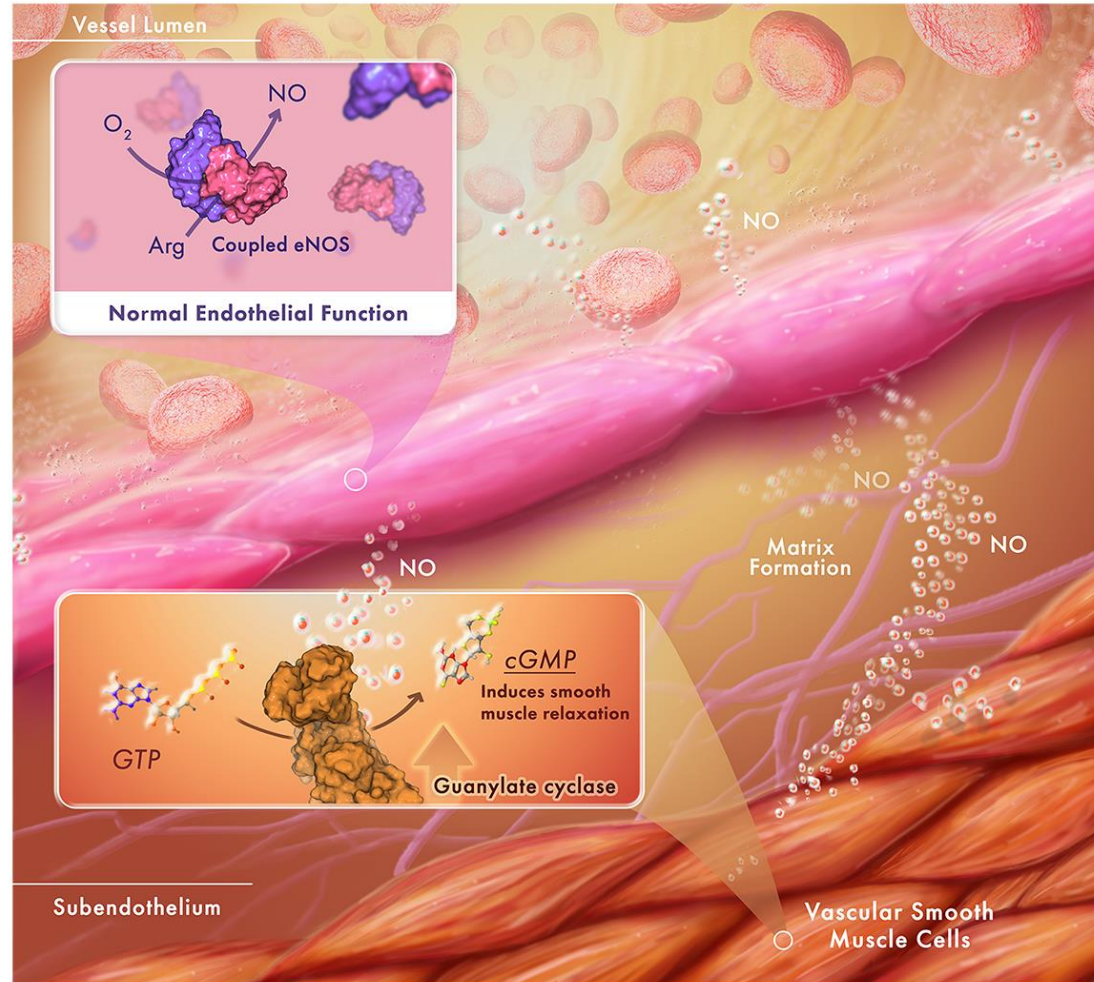 Vessel Lumen
NO
O₂
Arg
Coupled eNOS
Normal Endothelial Function
NO
NO
NO
NO
Matrix
Formation
cGMP
Induces smooth
muscle relaxation
GTP
Guanylate cyclase
Subendothelium
Vascular Smooth
Muscle Cells